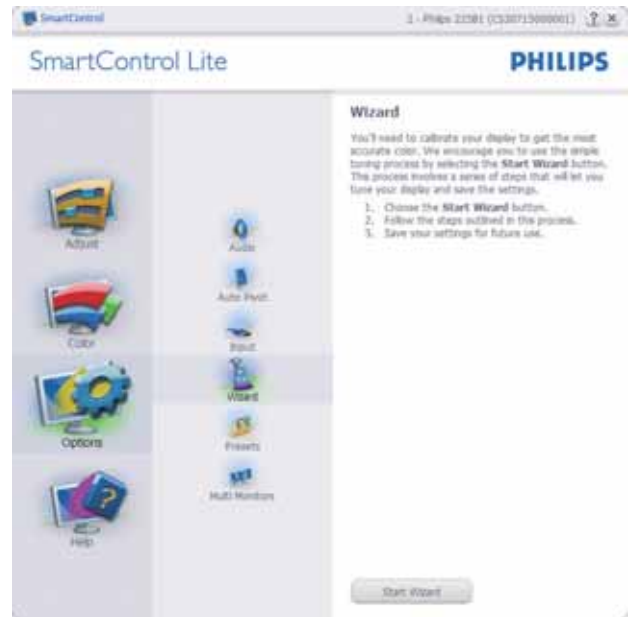 SmartControl
SmartControl Lite
PHILIPS
Adjust
Color
Options
Help
Audio
Auto Pivot
Input
Wizard
Presets
Multi Monitors
Wizard
You'll need to calibrate your display to get the most
accurate color. We encourage you to use the simple
tuning process by selecting the Start Wizard button.
The process involves a series of steps that will let you
tune your display and save the settings.
1. Choose the Start Wizard button.
2. Follow the steps outlined in this process.
3. Save your settings for future use.
Start Wizard